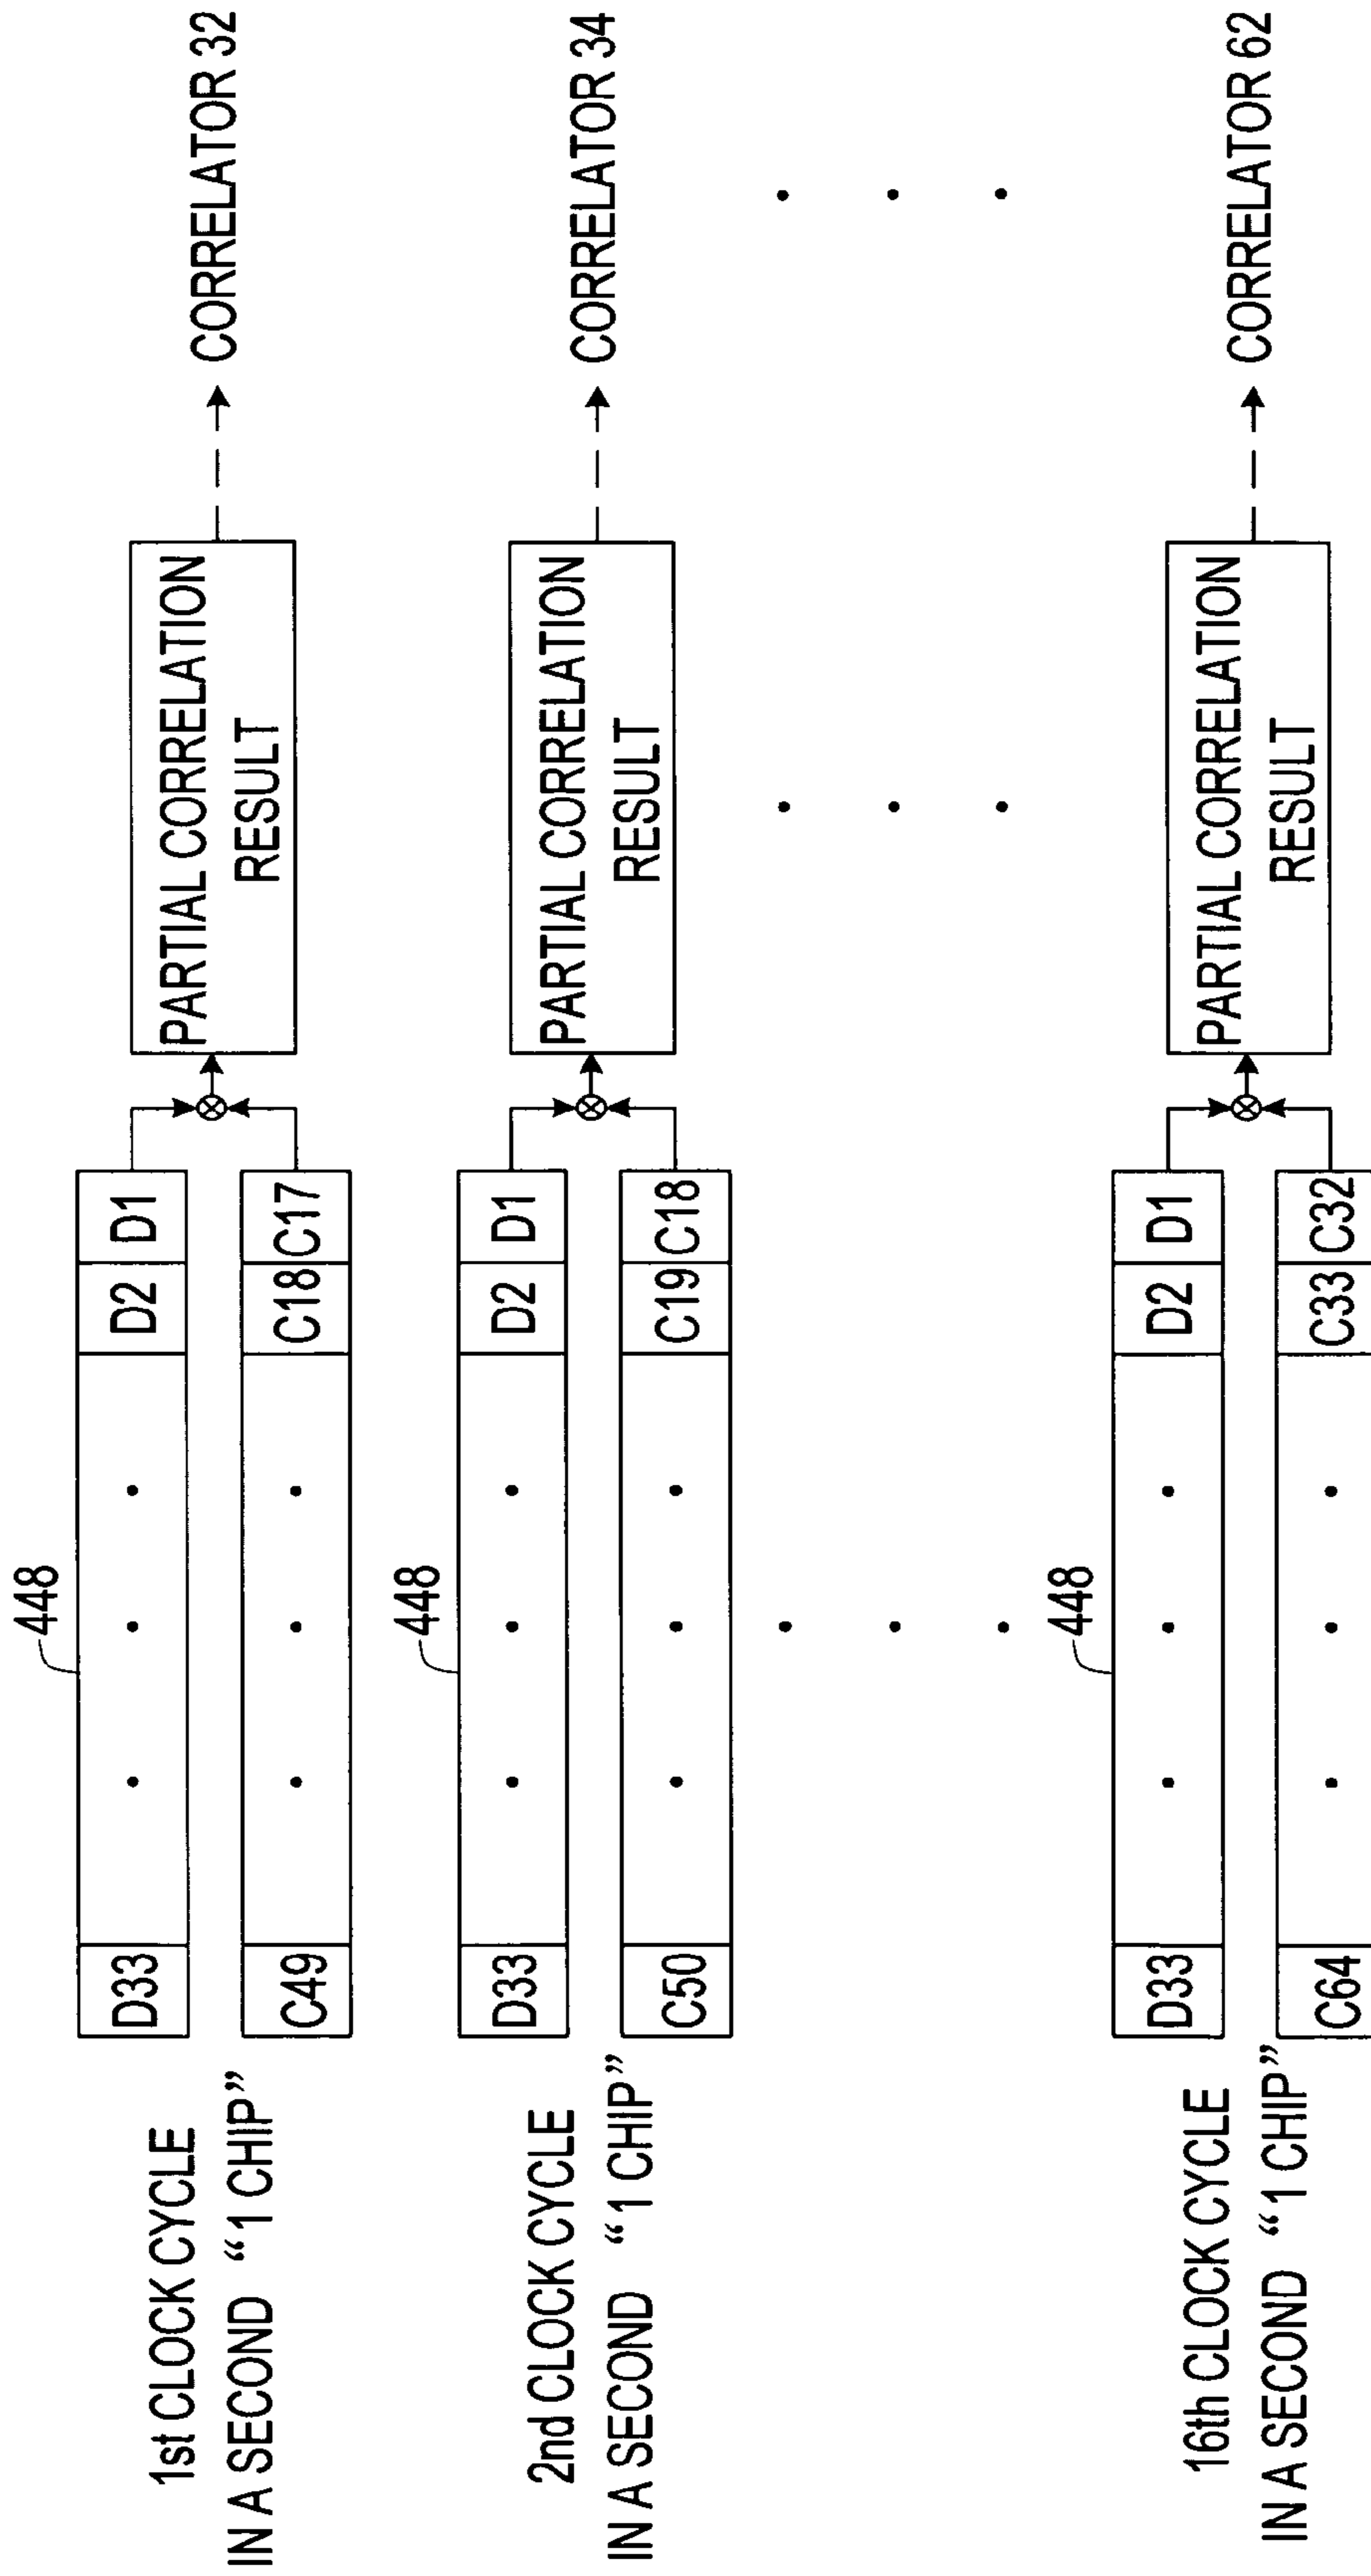 1st CLOCK CYCLE
IN A SECOND “1 CHIP”
448
D33 D2 D1
C49 C18 C17
PARTIAL CORRELATION
RESULT
CORRELATOR 32
2nd CLOCK CYCLE
IN A SECOND “1 CHIP”
448
D33 D2 D1
C50 C19 C18
PARTIAL CORRELATION
RESULT
CORRELATOR 34
16th CLOCK CYCLE
IN A SECOND “1 CHIP”
448
D33 D2 D1
C64 C33 C32
PARTIAL CORRELATION
RESULT
CORRELATOR 62